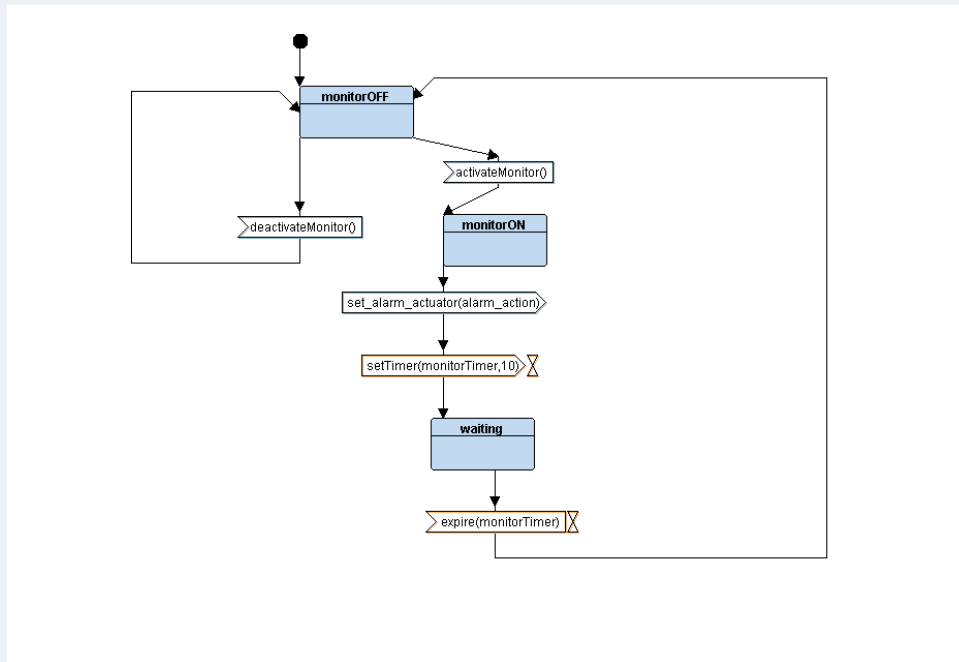 monitorOFF
activateMonitor()
deactivateMonitor()
monitorON
set_alarm_actuator(alarm_action)
setTimer(monitorTimer,10)
waiting
expire(monitorTimer)